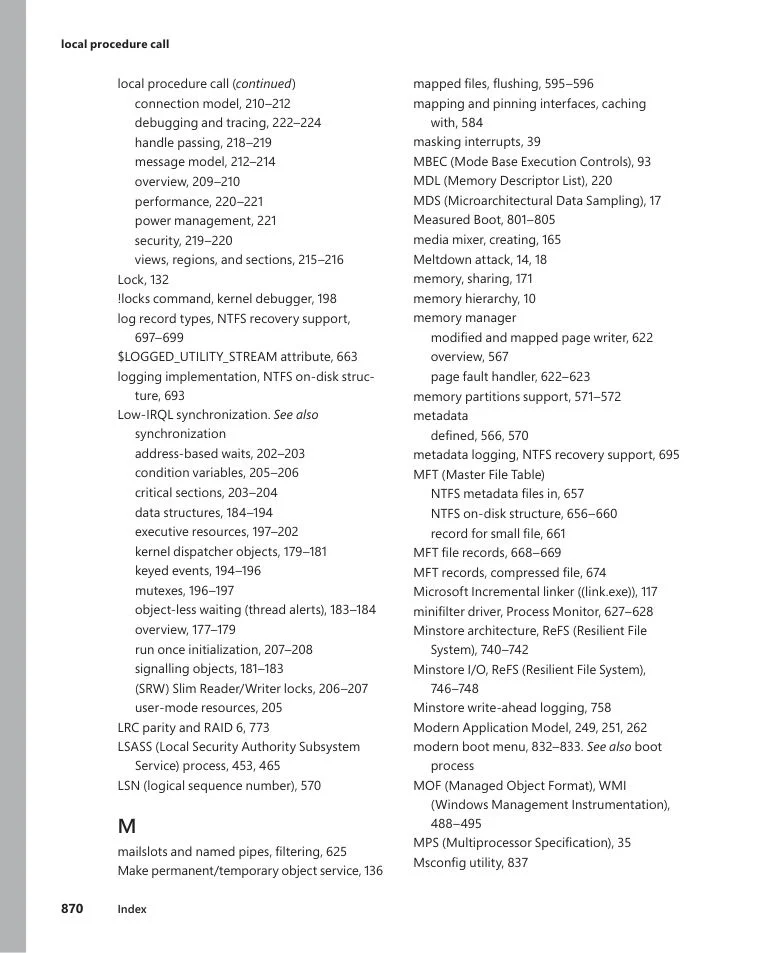 local procedure call
local procedure call (continued)
connection model, 210–212
debugging and tracing, 222–224
handle passing, 218–219
message model, 212–214
overview, 209–210
performance, 220–221
power management, 221
security, 219–220
views, regions, and sections, 215–216
Lock, 132
!locks command, kernel debugger, 198
log record types, NTFS recovery support,
697–699
$LOGGED_UTILITY_STREAM attribute, 663
logging implementation, NTFS on-disk struc-
ture, 693
Low-IRQL synchronization. See also
synchronization
address-based waits, 202–203
condition variables, 205–206
critical sections, 203–204
data structures, 184–194
executive resources, 197–202
kernel dispatcher objects, 179–181
keyed events, 194–196
mutexes, 196–197
object-less waiting (thread alerts), 183–184
overview, 177–179
run once initialization, 207–208
signalling objects, 181–183
(SRW) Slim Reader/Writer locks, 206–207
user-mode resources, 205
LRC parity and RAID 6, 773
LSASS (Local Security Authority Subsystem
Service) process, 453, 465
LSN (logical sequence number), 570
M
mailslots and named pipes, filtering, 625
Make permanent/temporary object service, 136
mapped files, flushing, 595–596
mapping and pinning interfaces, caching
with, 584
masking interrupts, 39
MBEC (Mode Base Execution Controls), 93
MDL (Memory Descriptor List), 220
MDS (Microarchitectural Data Sampling), 17
Measured Boot, 801–805
media mixer, creating, 165
Meltdown attack, 14, 18
memory, sharing, 171
memory hierarchy, 10
memory manager
modified and mapped page writer, 622
overview, 567
page fault handler, 622–623
memory partitions support, 571–572
metadata
defined, 566, 570
metadata logging, NTFS recovery support, 695
MFT (Master File Table)
NTFS metadata files in, 657
NTFS on-disk structure, 656–660
record for small file, 661
MFT file records, 668–669
MFT records, compressed file, 674
Microsoft Incremental linker ((link.exe)), 117
minifilter driver, Process Monitor, 627–628
Minstore architecture, ReFS (Resilient File
System), 740–742
Minstore I/O, ReFS (Resilient File System),
746–748
Minstore write-ahead logging, 758
Modern Application Model, 249, 251, 262
modern boot menu, 832–833. See also boot
process
MOF (Managed Object Format), WMI
(Windows Management Instrumentation),
488–495
MPS (Multiprocessor Specification), 35
Msconfig utility, 837
870 Index